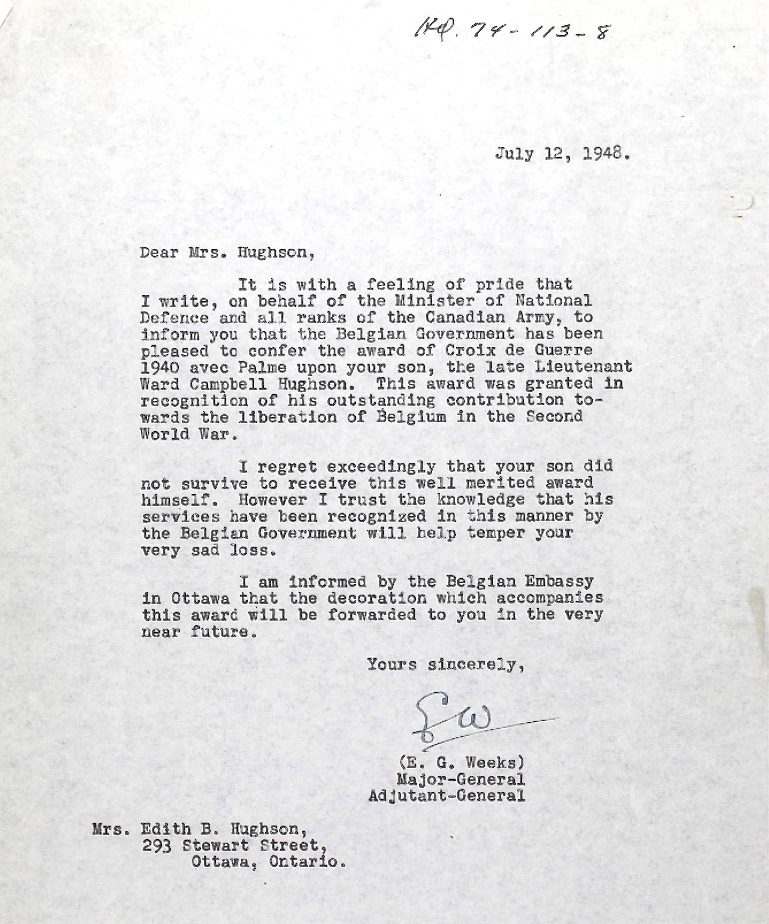 HQ. 74-113-8
July 12, 1948.
Dear Mrs. Hughson,
It is with a feeling of pride that
I write, on behalf of the Minister of National
Defence and all ranks of the Canadian Army, to
inform you that the Belgian Government has been
pleased to confer the award of Croix de Guerre
1940 avec Palme upon your son, the late Lieutenant
Ward Campbell Hughson. This award was granted in
recognition of his outstanding contribution to-
wards the liberation of Belgium in the Second
World War.
I regret exceedingly that your son did
not survive to receive this well merited award
himself. However I trust the knowledge that his
services have been recognized in this manner by
the Belgian Government will help temper your
very sad loss.
I am informed by the Belgian Embassy
in Ottawa that the decoration which accompanies
this award will be forwarded to you in the very
near future.
Yours sincerely,
EGW
(E. G. Weeks)
Major-General
Adjutant-General
Mrs. Edith B. Hughson,
293 Stewart Street,
Ottawa, Ontario.